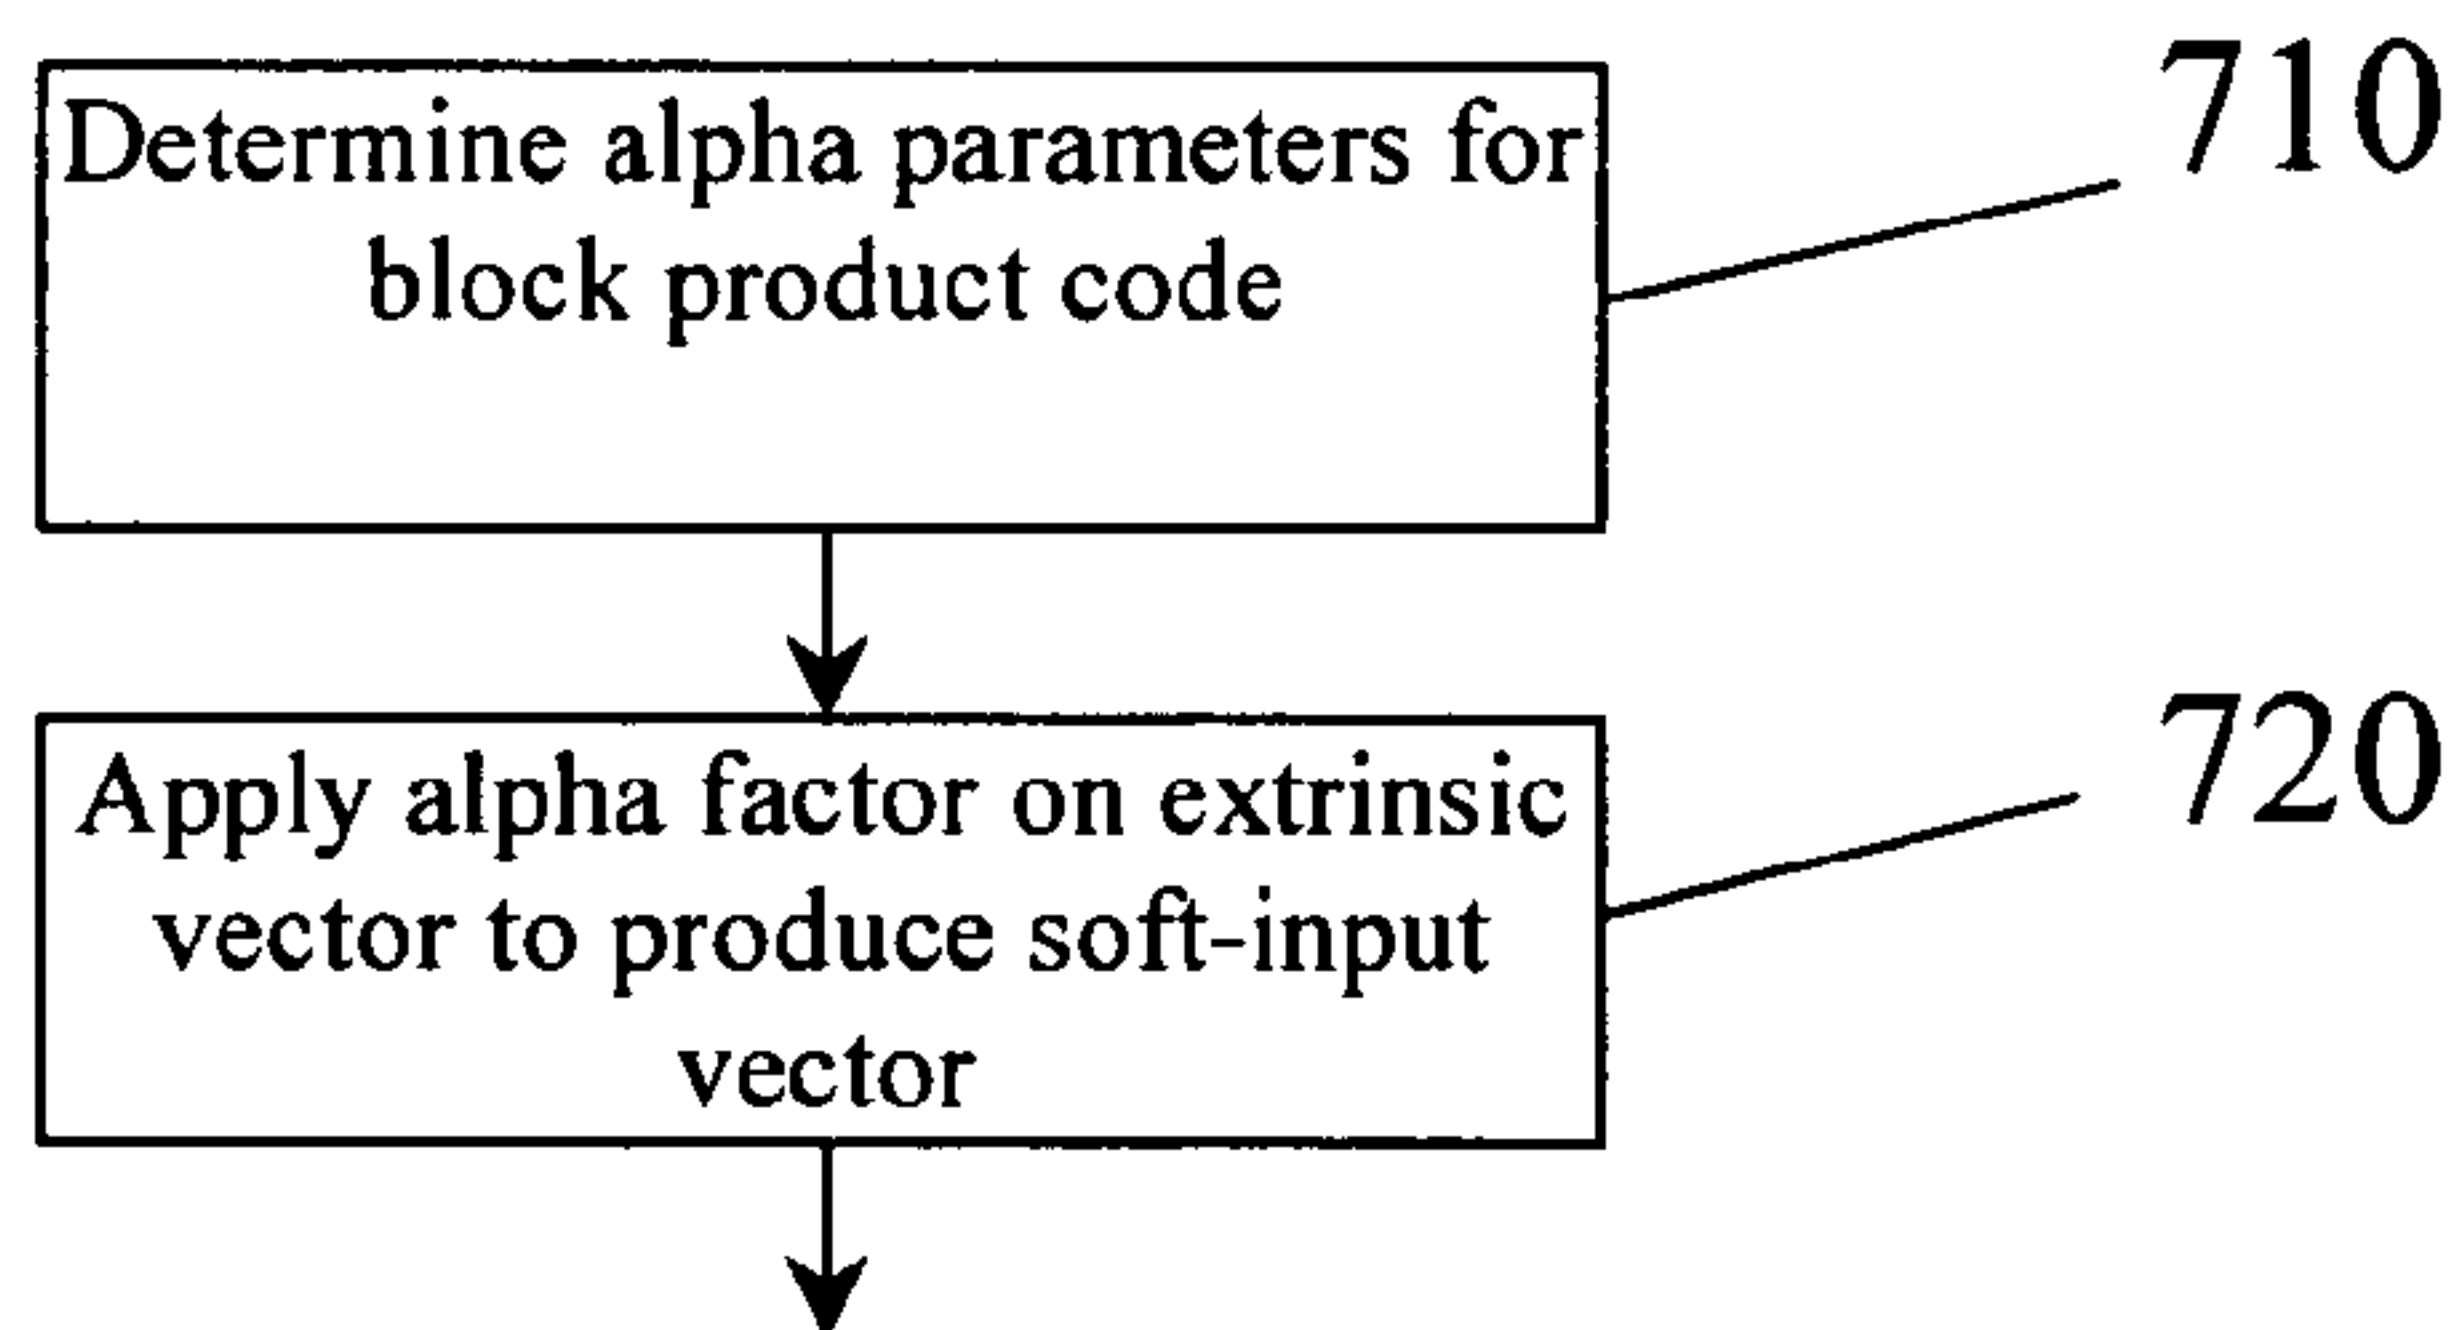 710
Determine alpha parameters for
block product code
720
Apply alpha factor on extrinsic
vector to produce soft-input
vector